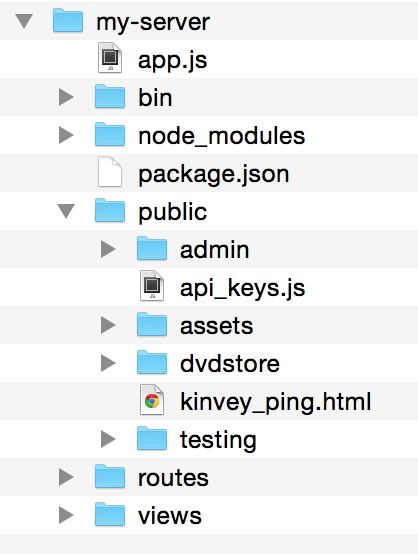 my-server
app.js
bin
node_modules
package.json
public
admin
api_keys.js
assets
dvdstore
kinvey_ping.html
testing
routes
views